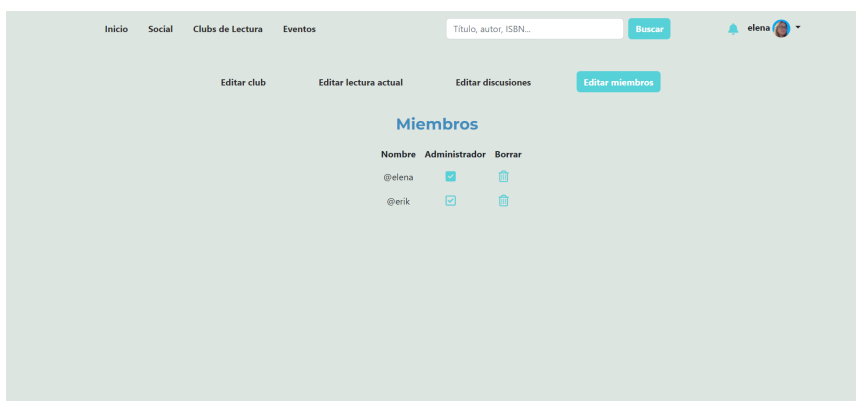 Inicio Social Clubs de Lectura Eventos Título, autor, ISBN... Buscar elena
Editar club Editar lectura actual Editar discusiones Editar miembros
Miembros
Nombre Administrador Borrar
@elena
@erik